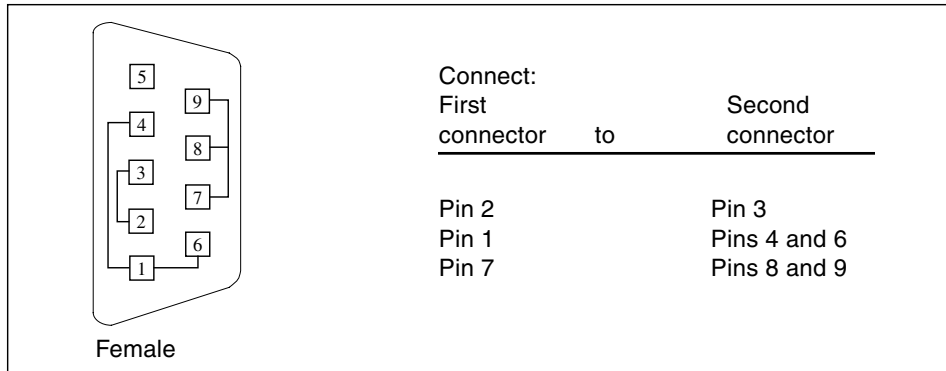 5
9
4
8
3
7
2
6
1
Female
Connect:
First Second
connector to connector
Pin 2 Pin 3
Pin 1 Pins 4 and 6
Pin 7 Pins 8 and 9